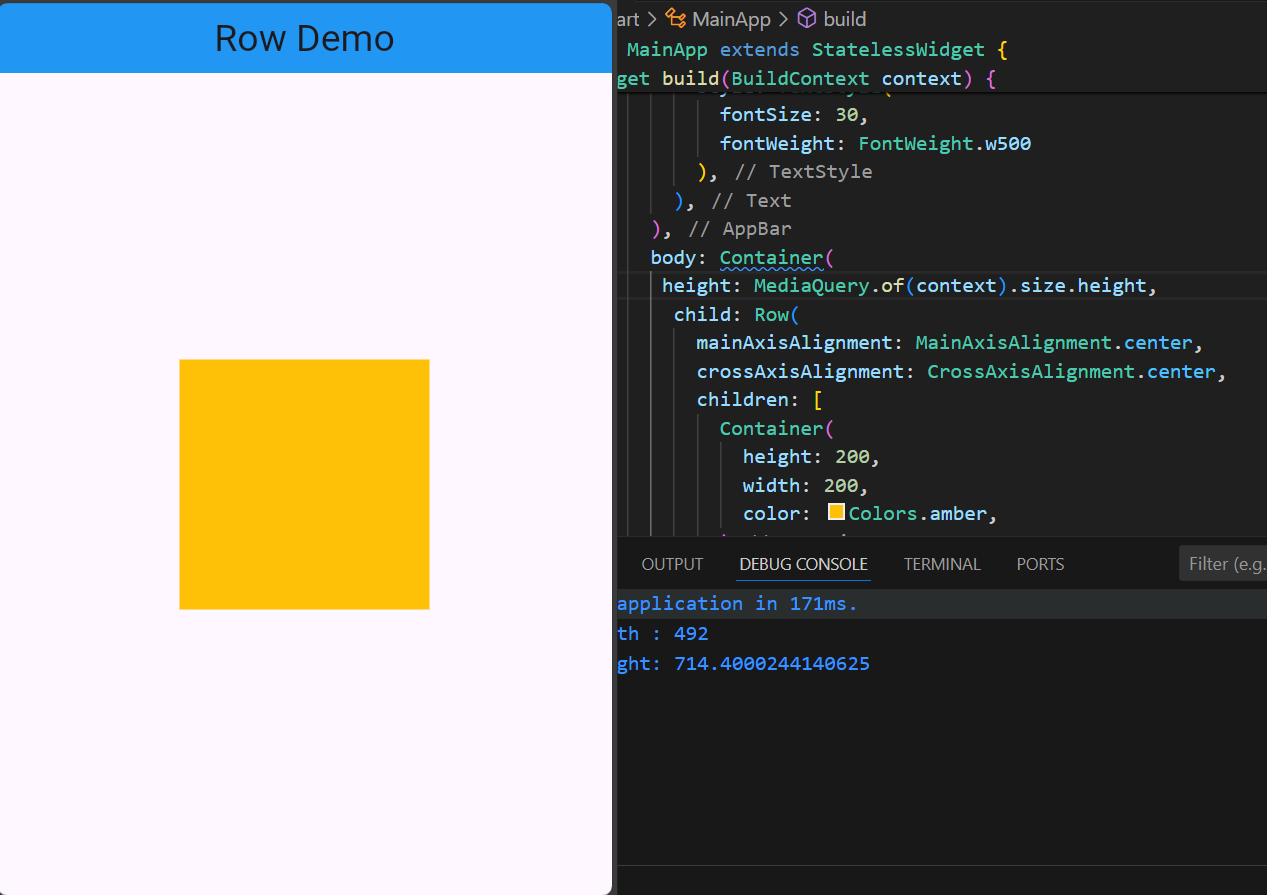 Row Demo
art > MainApp > build
MainApp extends StatelessWidget {
get build(BuildContext context) {
fontSize: 30,
fontWeight: FontWeight.w500
), // TextStyle
), // Text
), // AppBar
body: Container(
height: MediaQuery.of(context).size.height,
child: Row(
mainAxisAlignment: MainAxisAlignment.center,
crossAxisAlignment: CrossAxisAlignment.center,
children: [
Container(
height: 200,
width: 200,
color: Colors.amber,
OUTPUT DEBUG CONSOLE TERMINAL PORTS Filter (e.g.
application in 171ms.
th : 492
ght: 714.4000244140625